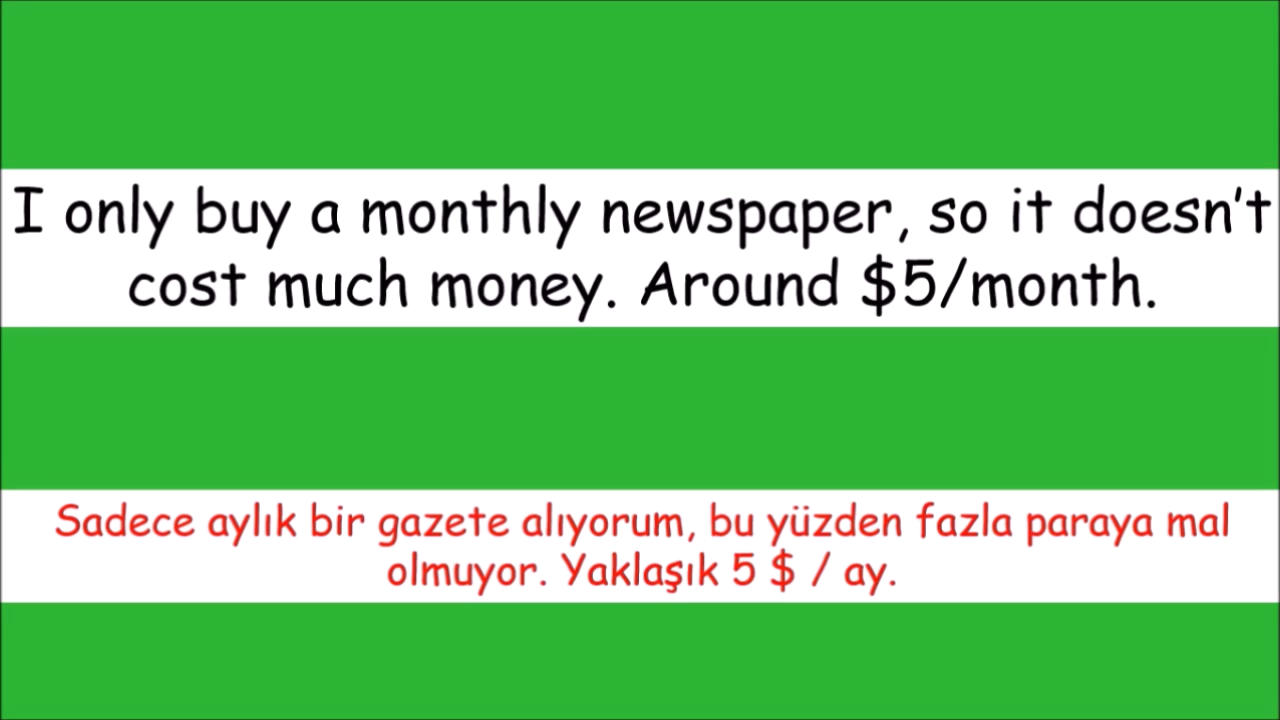 I only buy a monthly newspaper, so it doesn't
cost much money. Around $5/month.
Sadece aylık bir gazete alıyorum, bu yüzden fazla paraya mal
olmuyor. Yaklaşık 5 $ / ay.